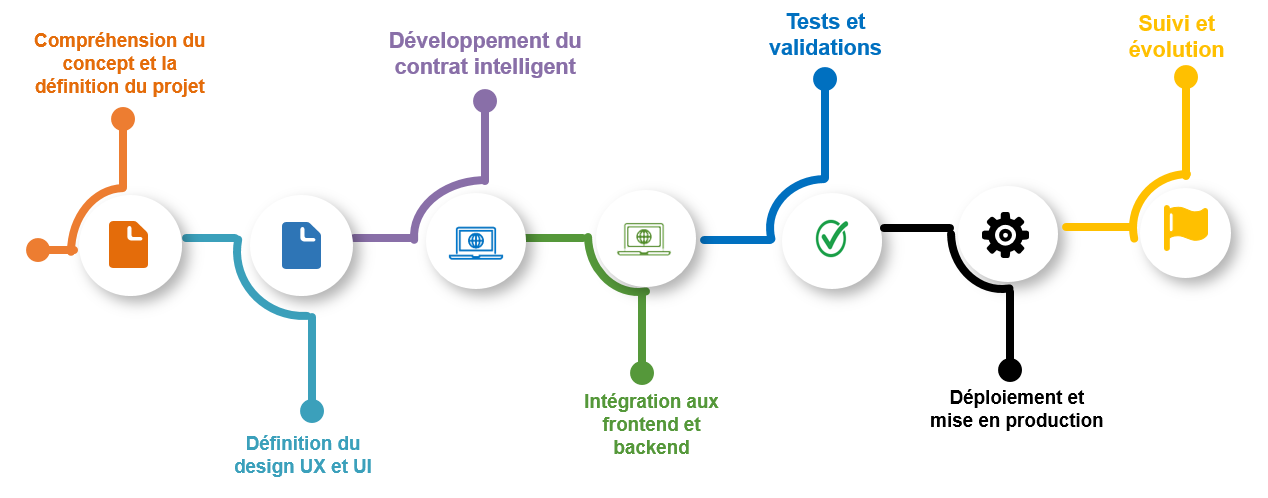 Compréhension du
concept et la
définition du projet
Définition du
design UX et UI
Développement du
contrat intelligent
Intégration aux
frontend et
backend
Tests et
validations
Déploiement et
mise en production
Suivi et
évolution